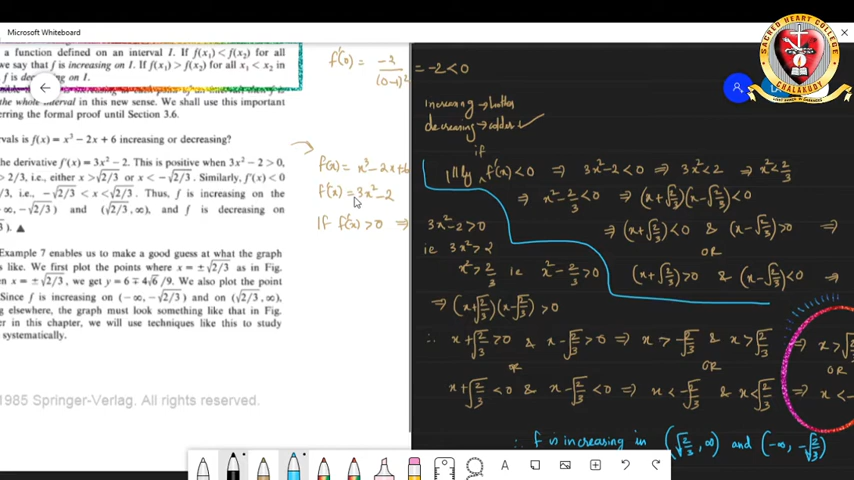 Microsoft Whiteboard
SACRED HEART COLLEGE
CHALAKUDY
a function defined on an interval I. If f(x₁) < f(x₂) for all
we say that f is increasing on I. If f(x₁) > f(x₂) for all x₁ < x₂ in
f is decreasing on I.
the whole interval in this new sense. We shall use this important
erring the formal proof until Section 3.6.
vals is f(x) = x³ − 2x + 6 increasing or decreasing?
the derivative f'(x) = 3x² − 2. This is positive when 3x² − 2 > 0,
> 2/3, i.e., either x > √2/3 or x < −√2/3. Similarly, f'(x) < 0
/3, i.e., −√2/3 < x < √2/3. Thus, f is increasing on the
−∞, −√2/3) and (√2/3, ∞), and f is decreasing on
/3). ▲
Example 7 enables us to make a good guess at what the graph
s like. We first plot the points where x = ±√2/3 as in Fig.
n x = ±√2/3, we get y = 6 ∓ 4√6/9. We also plot the point
Since f is increasing on (−∞, −√2/3) and on (√2/3, ∞),
g elsewhere, the graph must look something like that in Fig.
er in this chapter, we will use techniques like this to study
systematically.
1985 Springer-Verlag. All rights reserved.
f'(0) = −2/(0−1)² = −2 < 0
increasing → hotter
decreasing → colder ✓
f(x) = x³ − 2x + 6
f'(x) = 3x² − 2
If f'(x) > 0 ⇒
if
lllly f'(x) < 0 ⇒ 3x² − 2 < 0 ⇒ 3x² < 2 ⇒ x² < 2/3
⇒ x² − 2/3 < 0 ⇒ (x + √2/3)(x − √2/3) < 0
⇒ (x + √2/3) < 0 & (x − √2/3) > 0 ⇒
OR
(x + √2/3) > 0 & (x − √2/3) < 0 ⇒
3x² − 2 > 0
ie 3x² > 2
x² > 2/3 ie x² − 2/3 > 0
⇒ (x + √2/3)(x − √2/3) > 0
∴ x + √2/3 > 0 & x − √2/3 > 0 ⇒ x > −√2/3 & x > √2/3 ⇒ x > √2
OR OR OR
x + √2/3 < 0 & x − √2/3 < 0 ⇒ x < −√2/3 & x < √2/3 ⇒ x < −
∴ f is increasing in (√2/3, ∞) and (−∞, −√2/3)